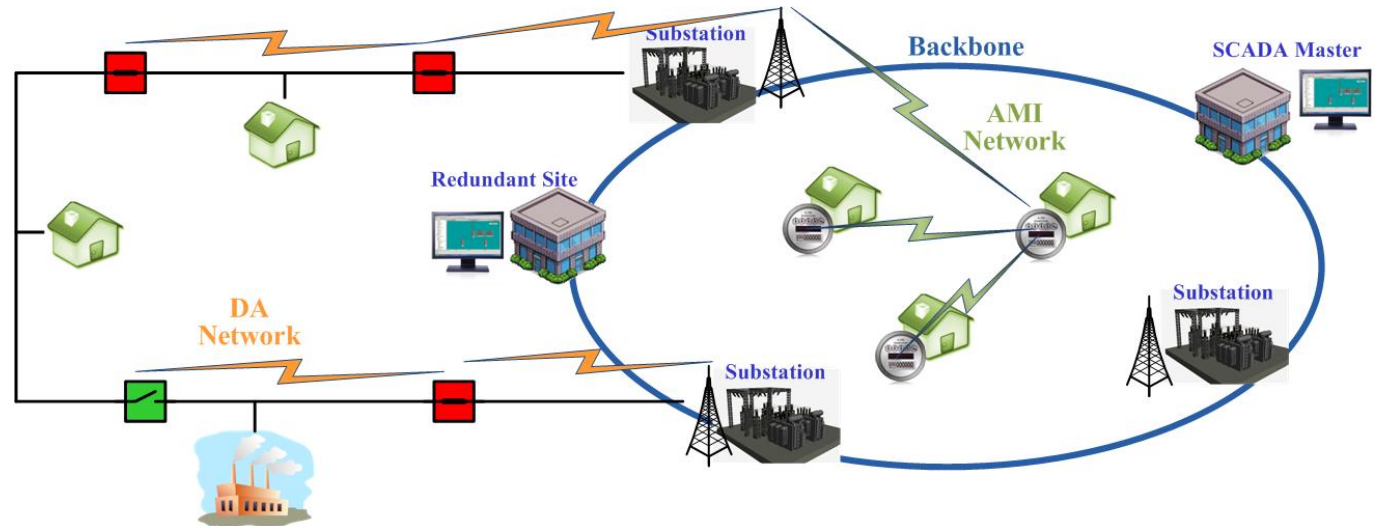 Substation
Backbone
SCADA Master
AMI
Network
Redundant Site
DA
Network
Substation
Substation